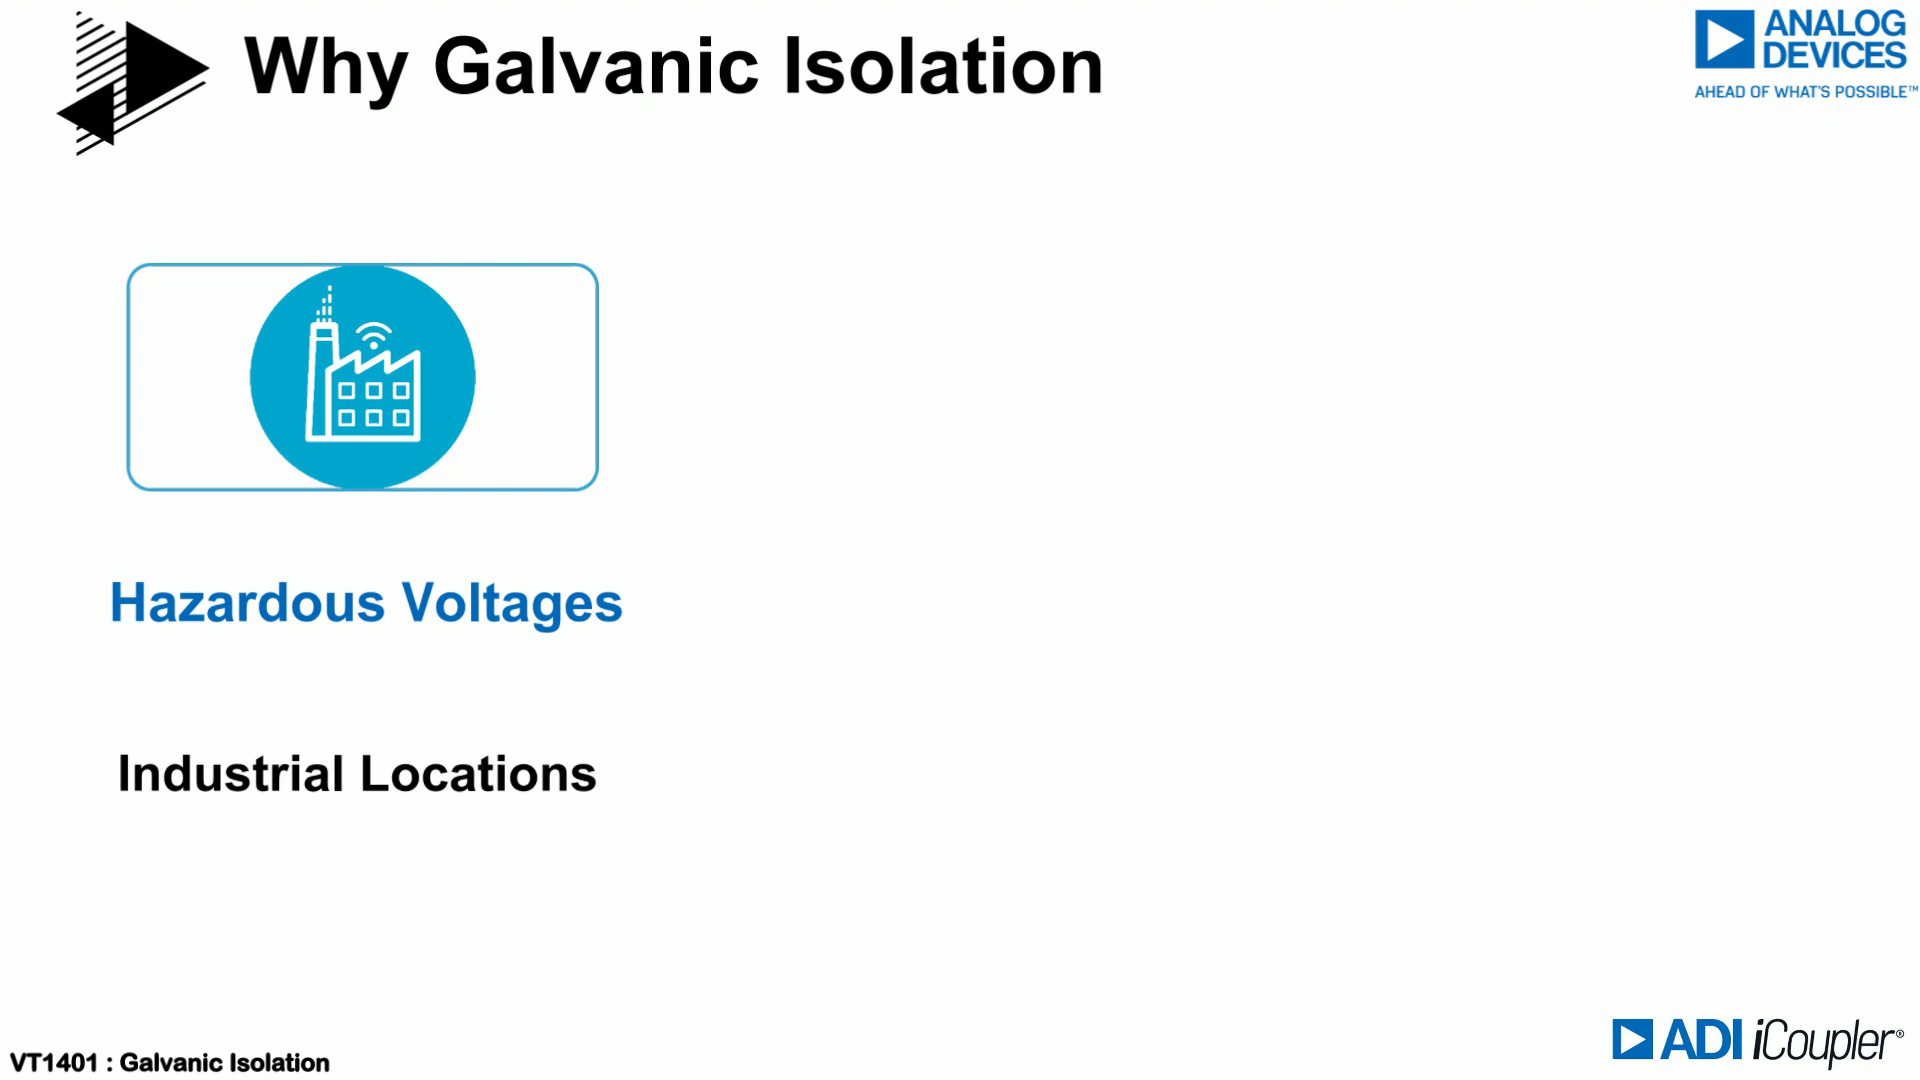 Why Galvanic Isolation
ANALOG
DEVICES
AHEAD OF WHAT'S POSSIBLE™
Hazardous Voltages
Industrial Locations
VT1401 : Galvanic Isolation
ADI iCoupler®